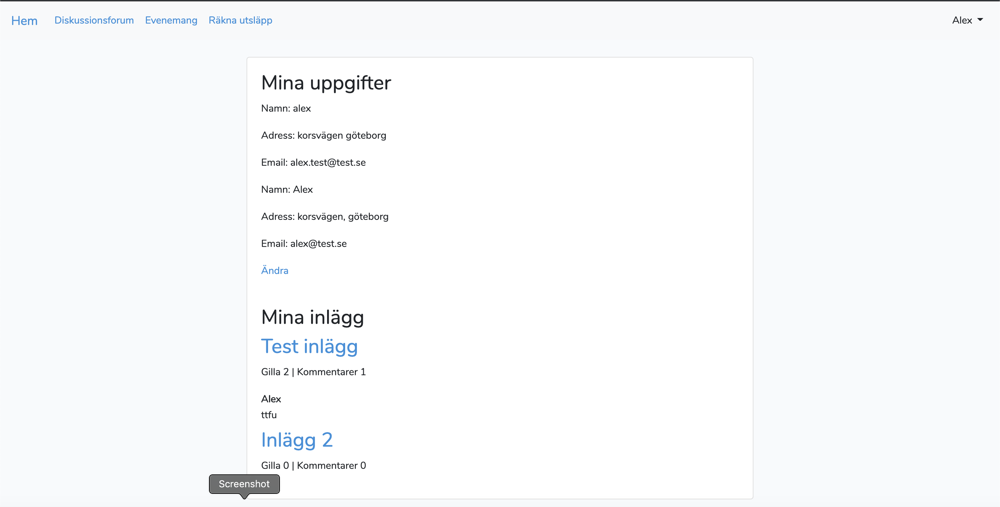 Hem Diskussionsforum Evenemang Räkna utsläpp Alex
Mina uppgifter
Namn: alex
Adress: korsvägen göteborg
Email: alex.test@test.se
Namn: Alex
Adress: korsvägen, göteborg
Email: alex@test.se
Ändra
Mina inlägg
Test inlägg
Gilla 2 | Kommentarer 1
Alex
ttfu
Inlägg 2
Gilla 0 | Kommentarer 0
Screenshot